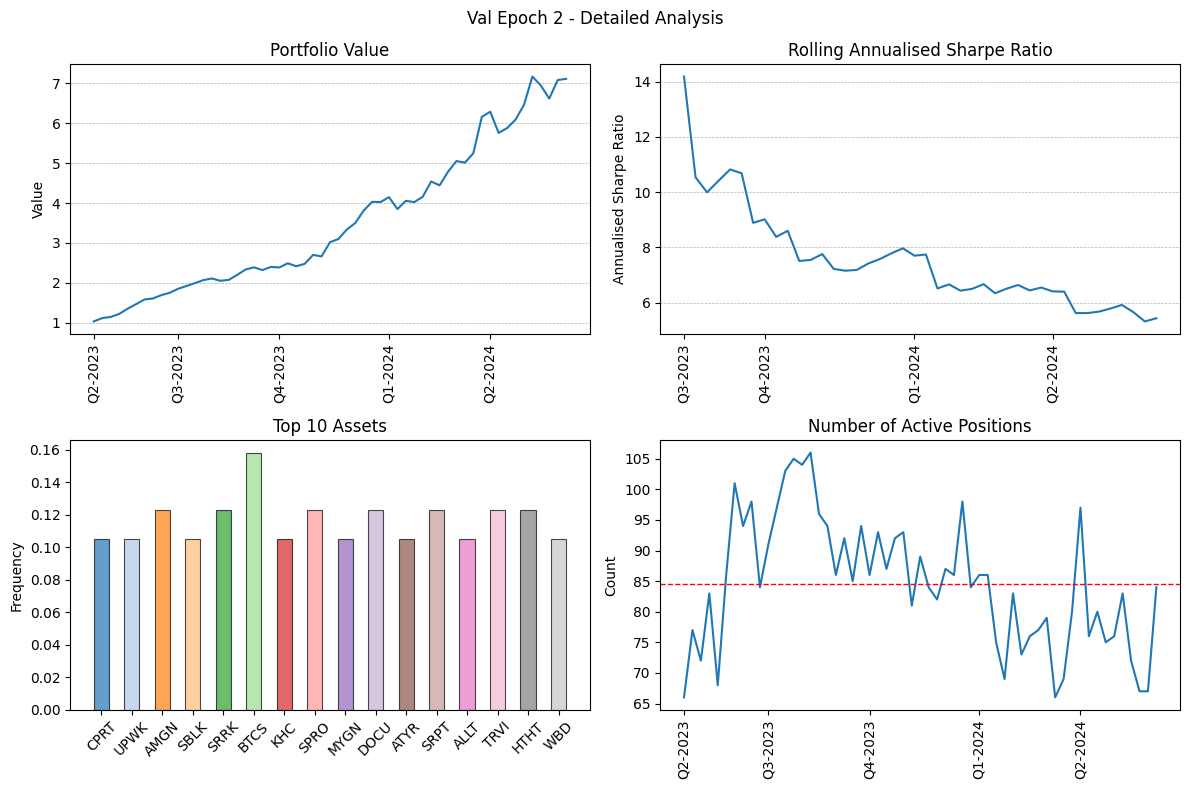 Val Epoch 2 - Detailed Analysis
Portfolio Value
Value
7
6
5
4
3
2
1
Q2-2023
Q3-2023
Q4-2023
Q1-2024
Q2-2024
Rolling Annualised Sharpe Ratio
Annualised Sharpe Ratio
14
12
10
8
6
Q3-2023
Q4-2023
Q1-2024
Q2-2024
Top 10 Assets
Frequency
0.16
0.14
0.12
0.10
0.08
0.06
0.04
0.02
0.00
CPRT
UPWK
AMGN
SBLK
SRRK
BTCS
KHC
SPRO
MYGN
DOCU
ATYR
SRPT
ALLT
TRVI
HTHT
WBD
Number of Active Positions
Count
105
100
95
90
85
80
75
70
65
Q2-2023
Q3-2023
Q4-2023
Q1-2024
Q2-2024